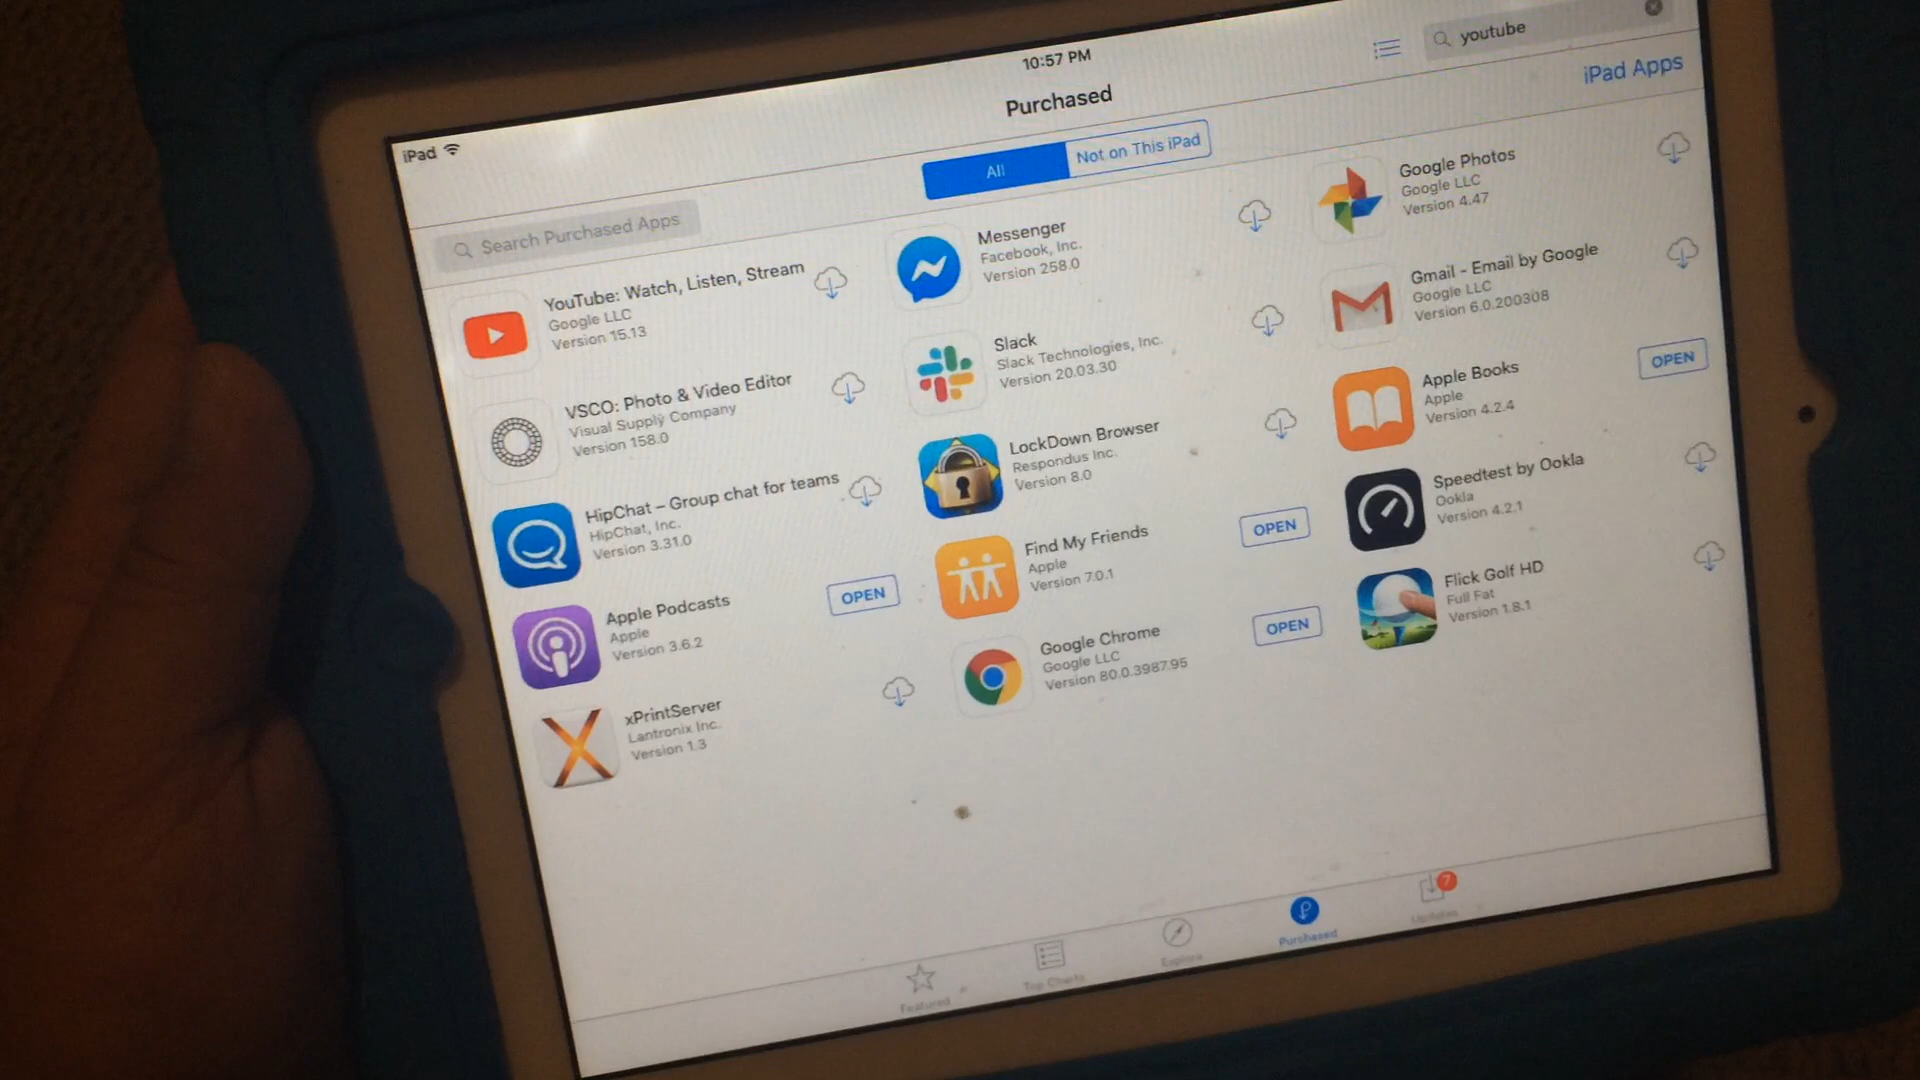 iPad
10:57 PM
youtube
Purchased
iPad Apps
All
Not on This iPad
Search Purchased Apps
YouTube: Watch, Listen, Stream
Google LLC
Version 15.13
VSCO: Photo & Video Editor
Visual Supply Company
Version 158.0
HipChat – Group chat for teams
HipChat, Inc.
Version 3.31.0
Apple Podcasts
Apple
Version 3.6.2
OPEN
xPrintServer
Lantronix Inc.
Version 1.3
Messenger
Facebook, Inc.
Version 258.0
Slack
Slack Technologies, Inc.
Version 20.03.30
LockDown Browser
Respondus Inc.
Version 8.0
Find My Friends
Apple
Version 7.0.1
OPEN
Google Chrome
Google LLC
Version 80.0.3987.95
OPEN
Google Photos
Google LLC
Version 4.47
Gmail - Email by Google
Google LLC
Version 6.0.200308
Apple Books
Apple
Version 4.2.4
OPEN
Speedtest by Ookla
Ookla
Version 4.2.1
Flick Golf HD
Full Fat
Version 1.8.1
Featured
Top Charts
Explore
Purchased
7
Updates